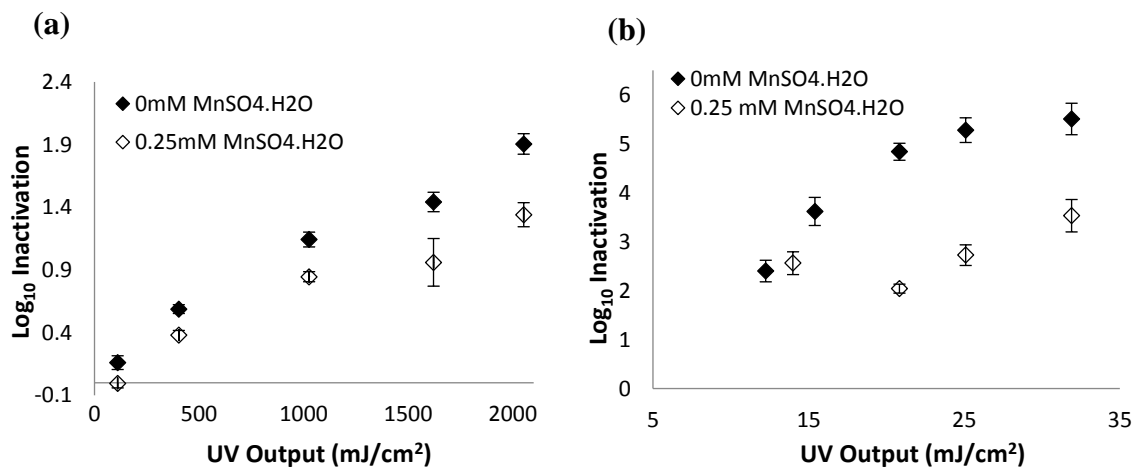 (a)
2.4
1.9
1.4
0.9
0.4
-0.1
Log10 Inactivation
0mM MnSO4.H2O
0.25mM MnSO4.H2O
0 500 1000 1500 2000
UV Output (mJ/cm²)
(b)
6
5
4
3
2
1
0
Log10 Inactivation
0mM MnSO4.H2O
0.25 mM MnSO4.H2O
5 15 25 35
UV Output (mJ/cm²)